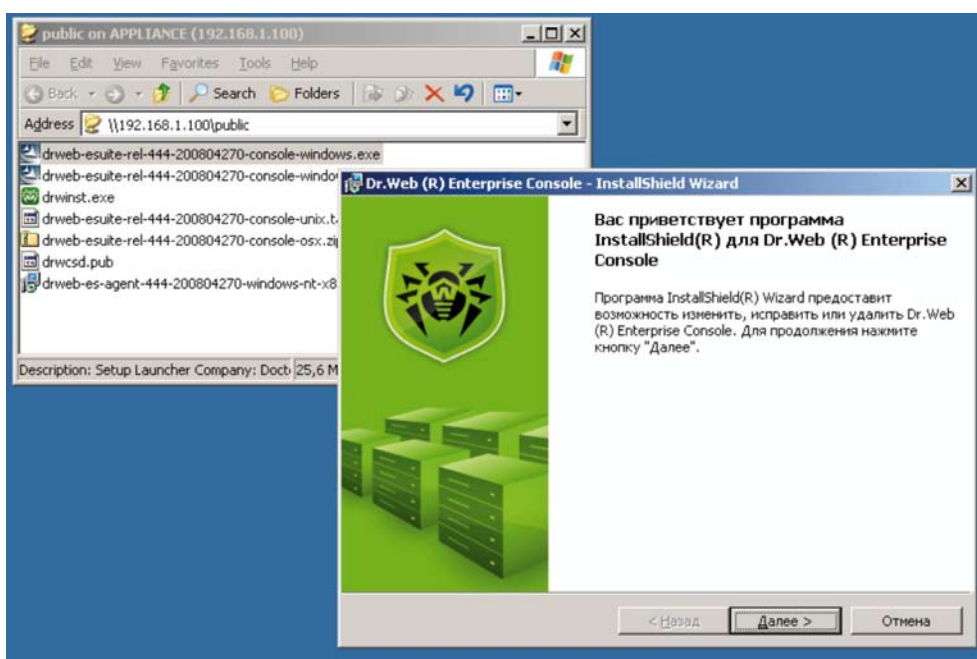 public on APPLIANCE (192.168.1.100)
File Edit View Favorites Tools Help
Back Search Folders
Address \\192.168.1.100\public
drweb-esuite-rel-444-200804270-console-windows.exe
drweb-esuite-rel-444-200804270-console-window
drwinst.exe
drweb-esuite-rel-444-200804270-console-unix.t
drweb-esuite-rel-444-200804270-console-osx.zip
drwcsd.pub
drweb-es-agent-444-200804270-windows-nt-x8
Description: Setup Launcher Company: Doct 25,6 M
Dr.Web (R) Enterprise Console - InstallShield Wizard
Вас приветствует программа
InstallShield(R) для Dr.Web (R) Enterprise
Console
Программа InstallShield(R) Wizard предоставит
возможность изменить, исправить или удалить Dr.Web
(R) Enterprise Console. Для продолжения нажмите
кнопку "Далее".
< Назад Далее > Отмена